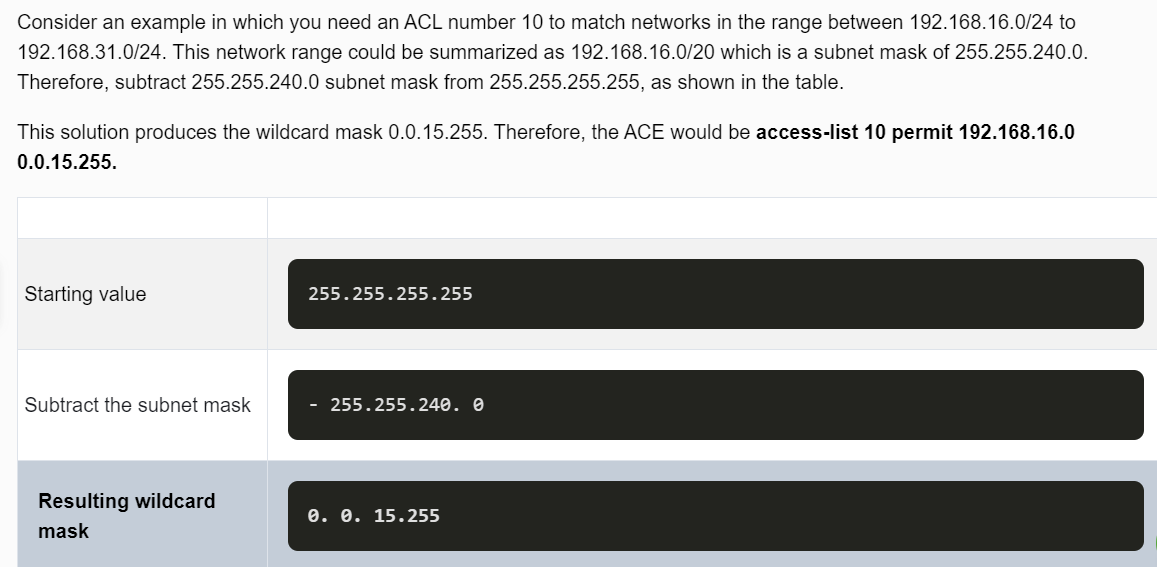 Consider an example in which you need an ACL number 10 to match networks in the range between 192.168.16.0/24 to
192.168.31.0/24. This network range could be summarized as 192.168.16.0/20 which is a subnet mask of 255.255.240.0.
Therefore, subtract 255.255.240.0 subnet mask from 255.255.255.255, as shown in the table.
This solution produces the wildcard mask 0.0.15.255. Therefore, the ACE would be access-list 10 permit 192.168.16.0
0.0.15.255.
Starting value
255.255.255.255
Subtract the subnet mask
- 255.255.240. 0
Resulting wildcard
mask
0. 0. 15.255